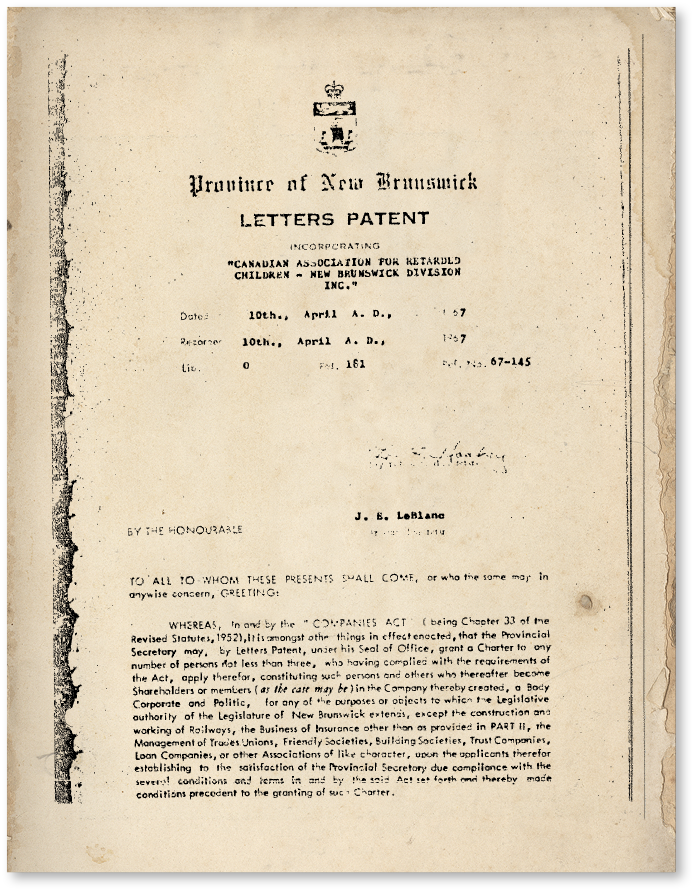 Province of New Brunswick
LETTERS PATENT
INCORPORATING
"CANADIAN ASSOCIATION FOR RETARDED
CHILDREN - NEW BRUNSWICK DIVISION
INC."
Dated 10th., April A. D., 1967
Recorded 10th., April A. D., 1967
Lib. 0 Fol. 181 Ref. No. 67-145
J. E. LeBlanc
BY THE HONOURABLE
TO ALL TO WHOM THESE PRESENTS SHALL COME, or who the same may in
anywise concern, GREETING:
WHEREAS, in and by the "COMPANIES ACT" (being Chapter 33 of the
Revised Statutes, 1952), it is amongst other things in effect enacted, that the Provincial
Secretary may, by Letters Patent, under his Seal of Office, grant a Charter to any
number of persons not less than three, who having complied with the requirements of
the Act, apply therefor, constituting such persons and others who thereafter become
Shareholders or members (as the case may be) in the Company thereby created, a Body
Corporate and Politic, for any of the purposes or objects to which the Legislative
authority of the Legislature of New Brunswick extends, except the construction and
working of Railways, the Business of Insurance other than as provided in PART II, the
Management of Trades Unions, Friendly Societies, Building Societies, Trust Companies,
Loan Companies, or other Associations of like character, upon the applicants therefor
establishing to the satisfaction of the Provincial Secretary due compliance with the
several conditions and terms in and by the said Act set forth and thereby made
conditions precedent to the granting of such Charter.